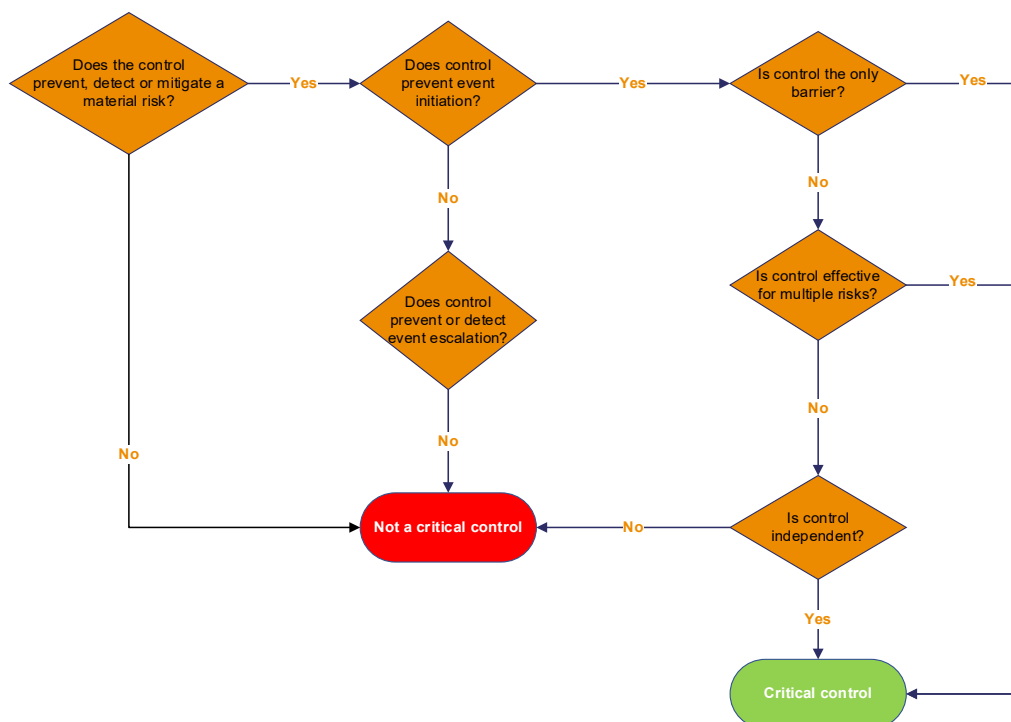 Does the control
prevent, detect or mitigate a
material risk?
Yes
Does control
prevent event
initiation?
Yes
Is control the only
barrier?
Yes
No
No
Is control effective
for multiple risks?
Yes
Does control
prevent or detect
event escalation?
No
No
No
Not a critical control
No
Is control
independent?
Yes
Critical control